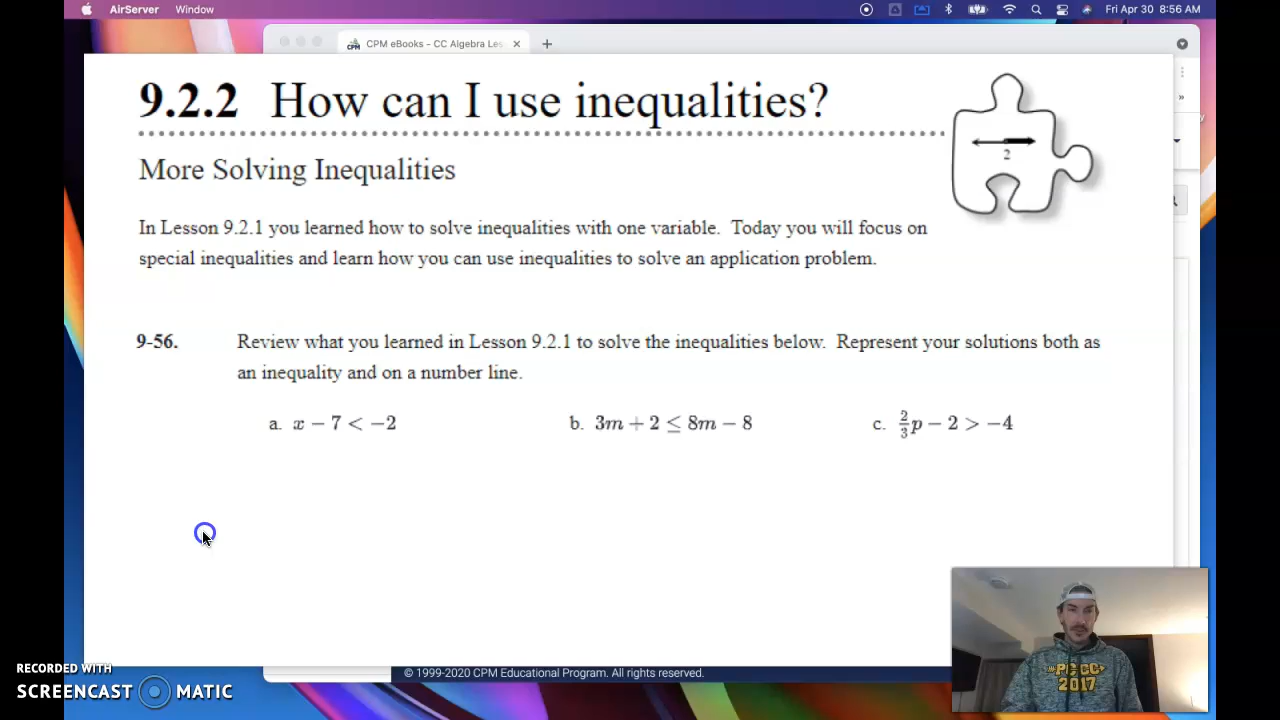 AirServer Window Fri Apr 30 8:56 AM
CPM eBooks - CC Algebra Les
9.2.2 How can I use inequalities?
2
More Solving Inequalities
In Lesson 9.2.1 you learned how to solve inequalities with one variable. Today you will focus on
special inequalities and learn how you can use inequalities to solve an application problem.
9-56. Review what you learned in Lesson 9.2.1 to solve the inequalities below. Represent your solutions both as
an inequality and on a number line.
a. x − 7 < −2 b. 3m + 2 ≤ 8m − 8 c. 2/3 p − 2 > −4
© 1999-2020 CPM Educational Program. All rights reserved.
RECORDED WITH
SCREENCAST MATIC
2017